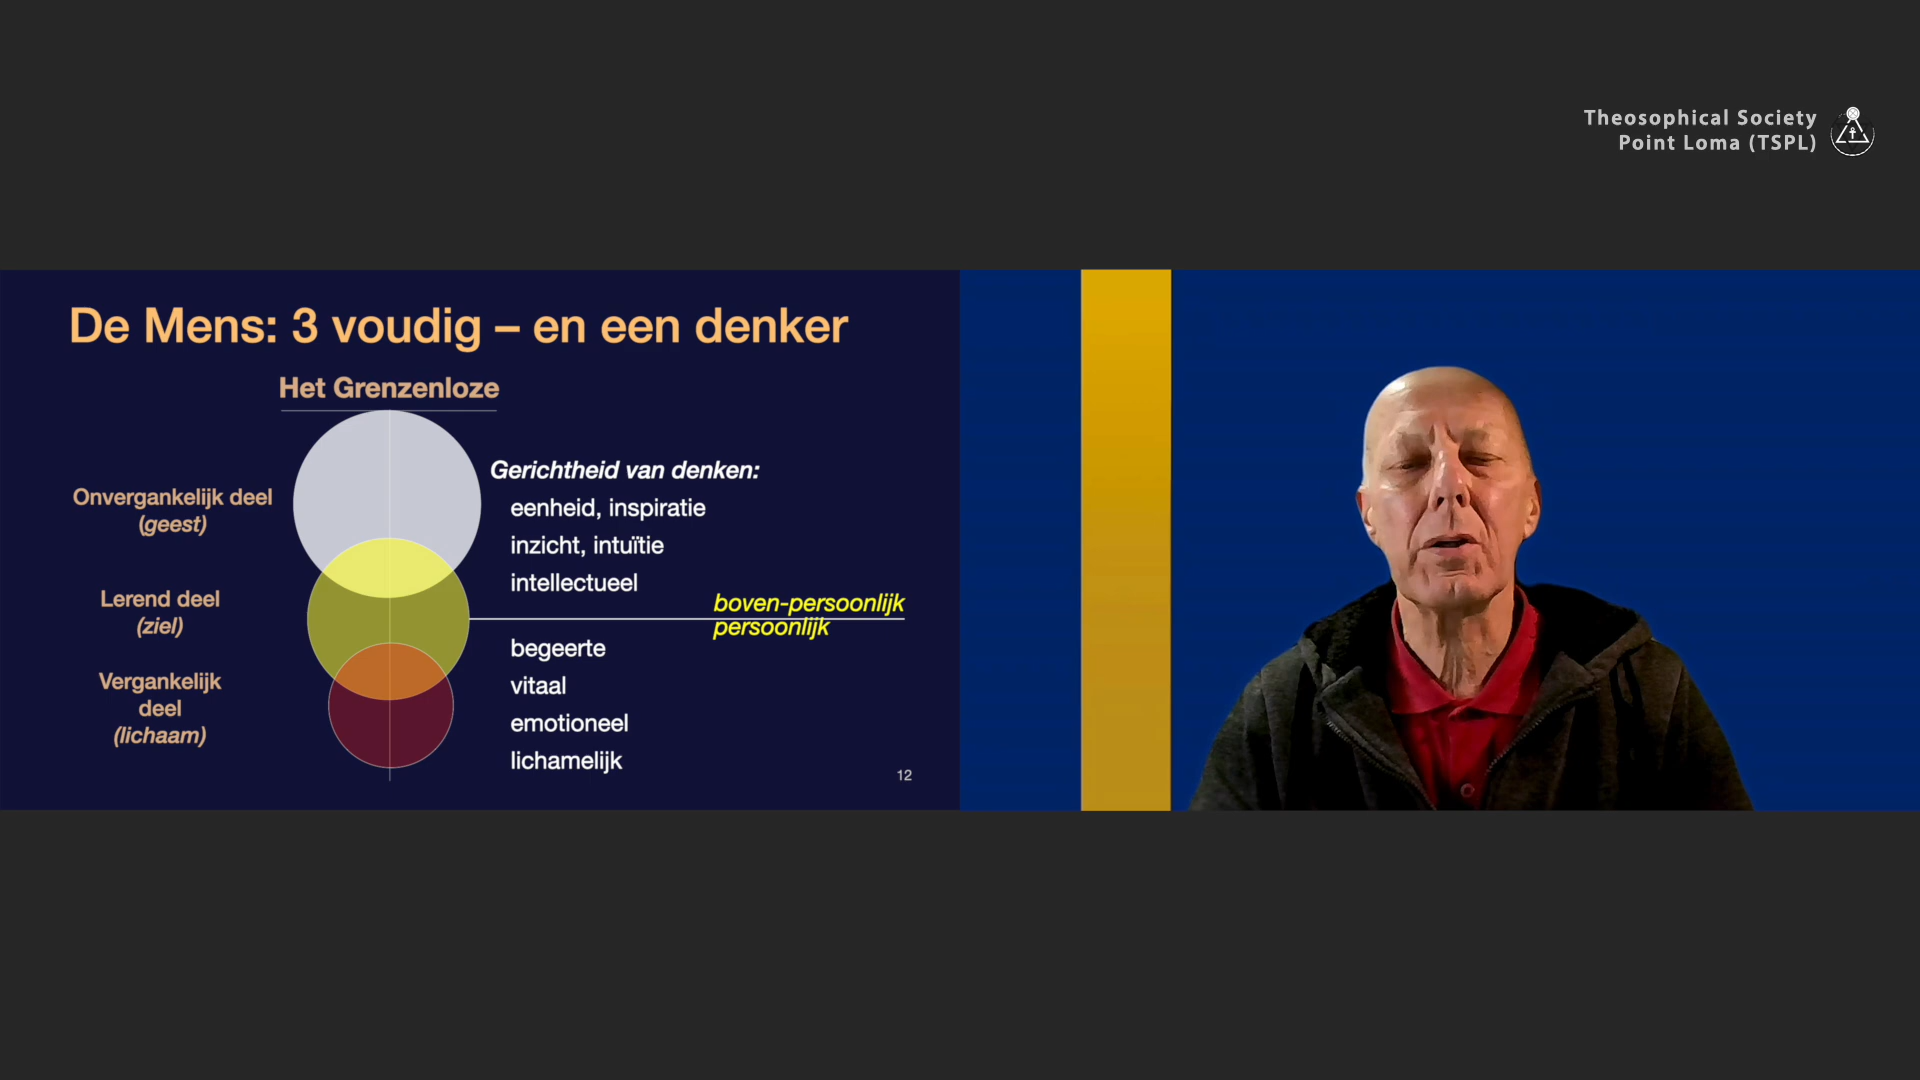 Theosophical Society
Point Loma (TSPL)
De Mens: 3 voudig – en een denker
Het Grenzenloze
Onvergankelijk deel
(geest)
Lerend deel
(ziel)
Vergankelijk
deel
(lichaam)
Gerichtheid van denken:
eenheid, inspiratie
inzicht, intuïtie
intellectueel
boven-persoonlijk
persoonlijk
begeerte
vitaal
emotioneel
lichamelijk
12